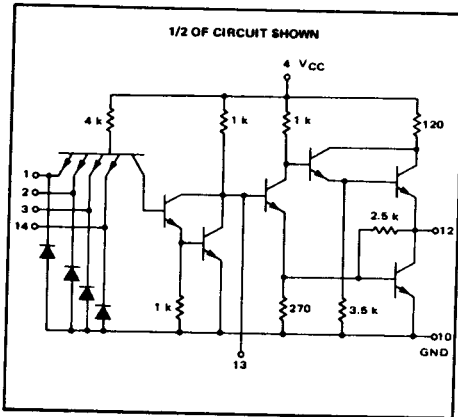 1/2 OF CIRCUIT SHOWN
4 VCC
4 k
1 k
1 k
120
1
2
3
14
2.5 k
12
1 k
270
3.5 k
10
GND
13